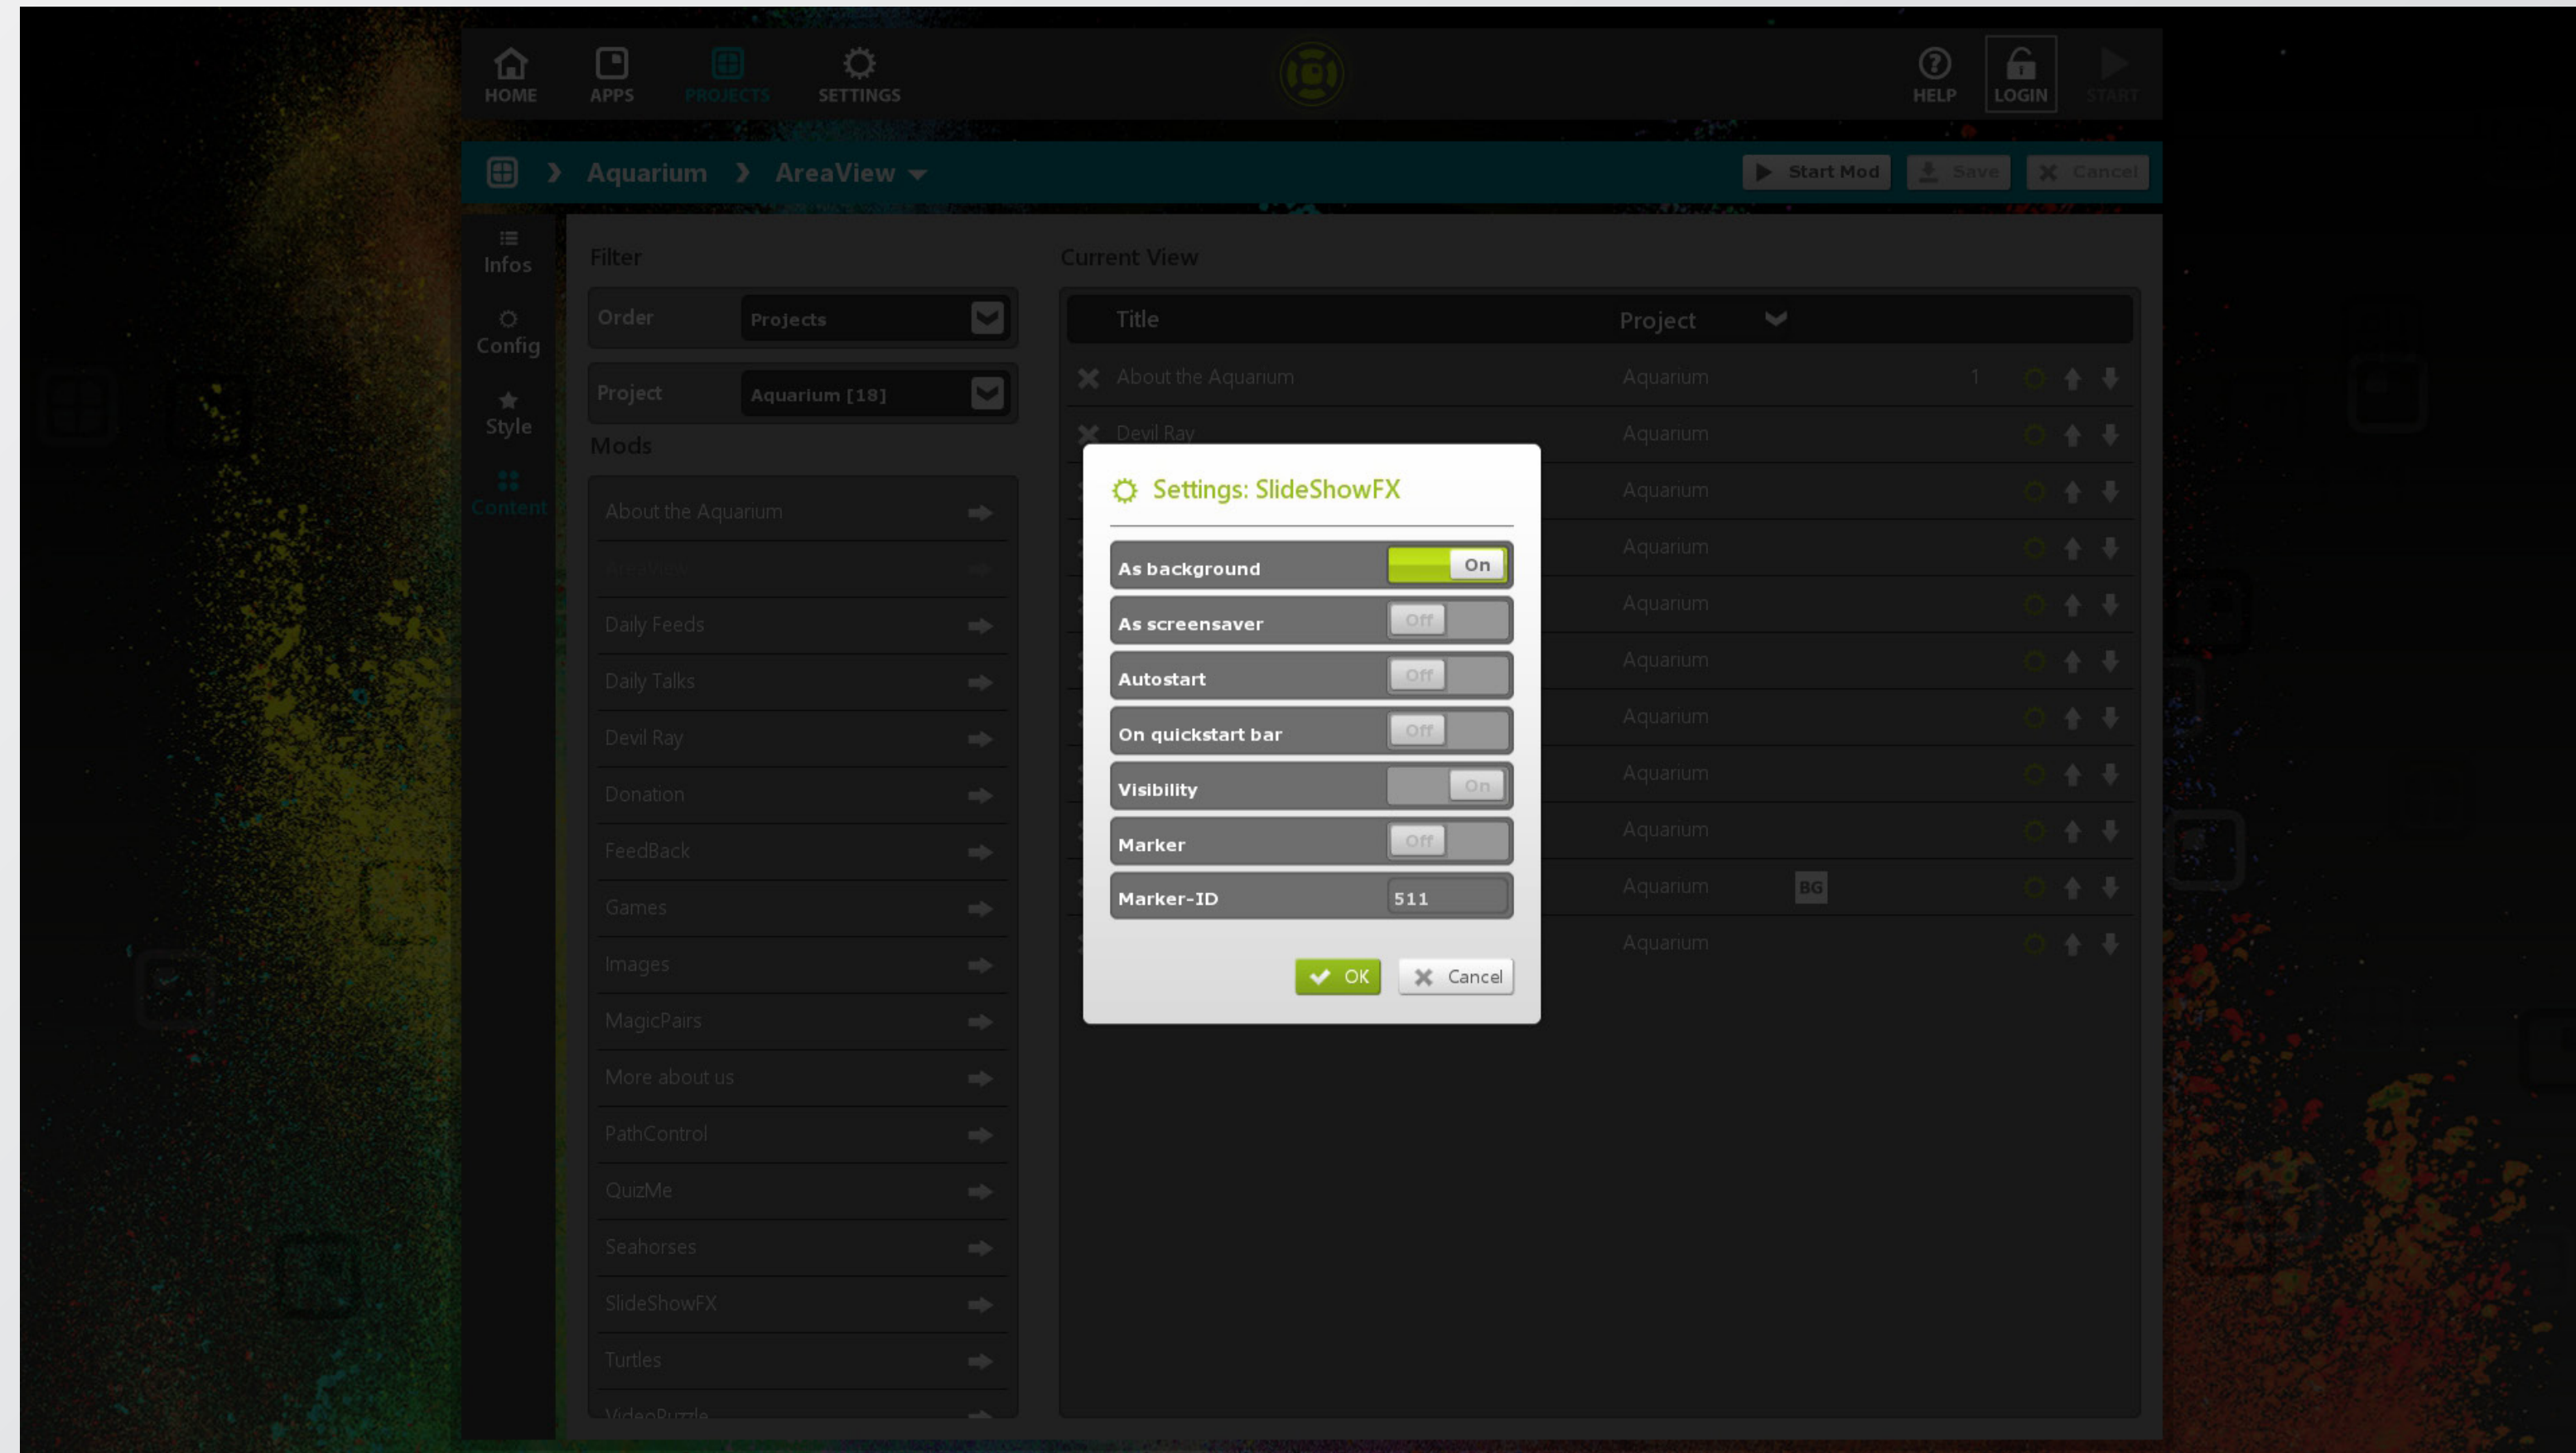 HOME APPS PROJECTS SETTINGS HELP LOGIN START
Aquarium AreaView Start Mod Save Cancel
Infos
Config
Style
Content
Filter
Order Projects
Project Aquarium [18]
Mods
About the Aquarium
AreaView
Daily Feeds
Daily Talks
Devil Ray
Donation
FeedBack
Games
Images
MagicPairs
More about us
PathControl
QuizMe
Seahorses
SlideShowFX
Turtles
VideoPuzzle
Current View
Title Project
About the Aquarium Aquarium 1
Devil Ray Aquarium
Aquarium
Aquarium
Aquarium
Aquarium
Aquarium
Aquarium
Aquarium
Aquarium BG
Aquarium
Settings: SlideShowFX
As background On
As screensaver Off
Autostart Off
On quickstart bar Off
Visibility On
Marker Off
Marker-ID 511
OK Cancel